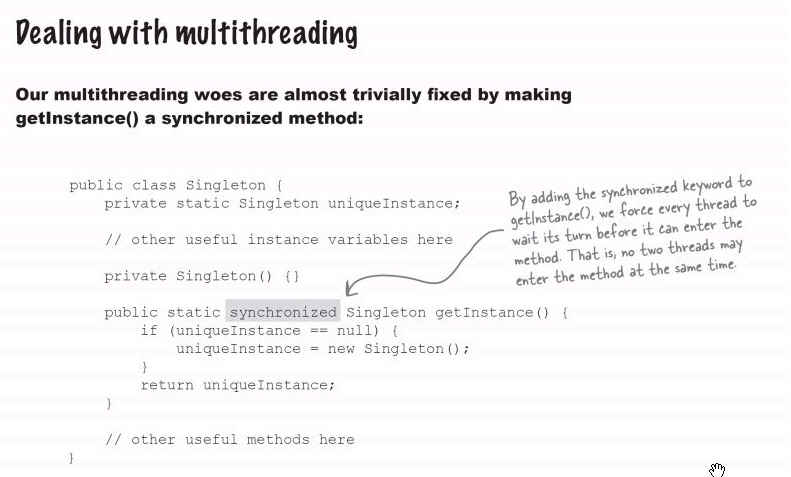 Dealing with multithreading
Our multithreading woes are almost trivially fixed by making
getInstance() a synchronized method:
public class Singleton {
    private static Singleton uniqueInstance;
    // other useful instance variables here
    private Singleton() {}
    public static synchronized Singleton getInstance() {
        if (uniqueInstance == null) {
            uniqueInstance = new Singleton();
        }
        return uniqueInstance;
    }
    // other useful methods here
}
By adding the synchronized keyword to
getInstance(), we force every thread to
wait its turn before it can enter the
method. That is, no two threads may
enter the method at the same time.